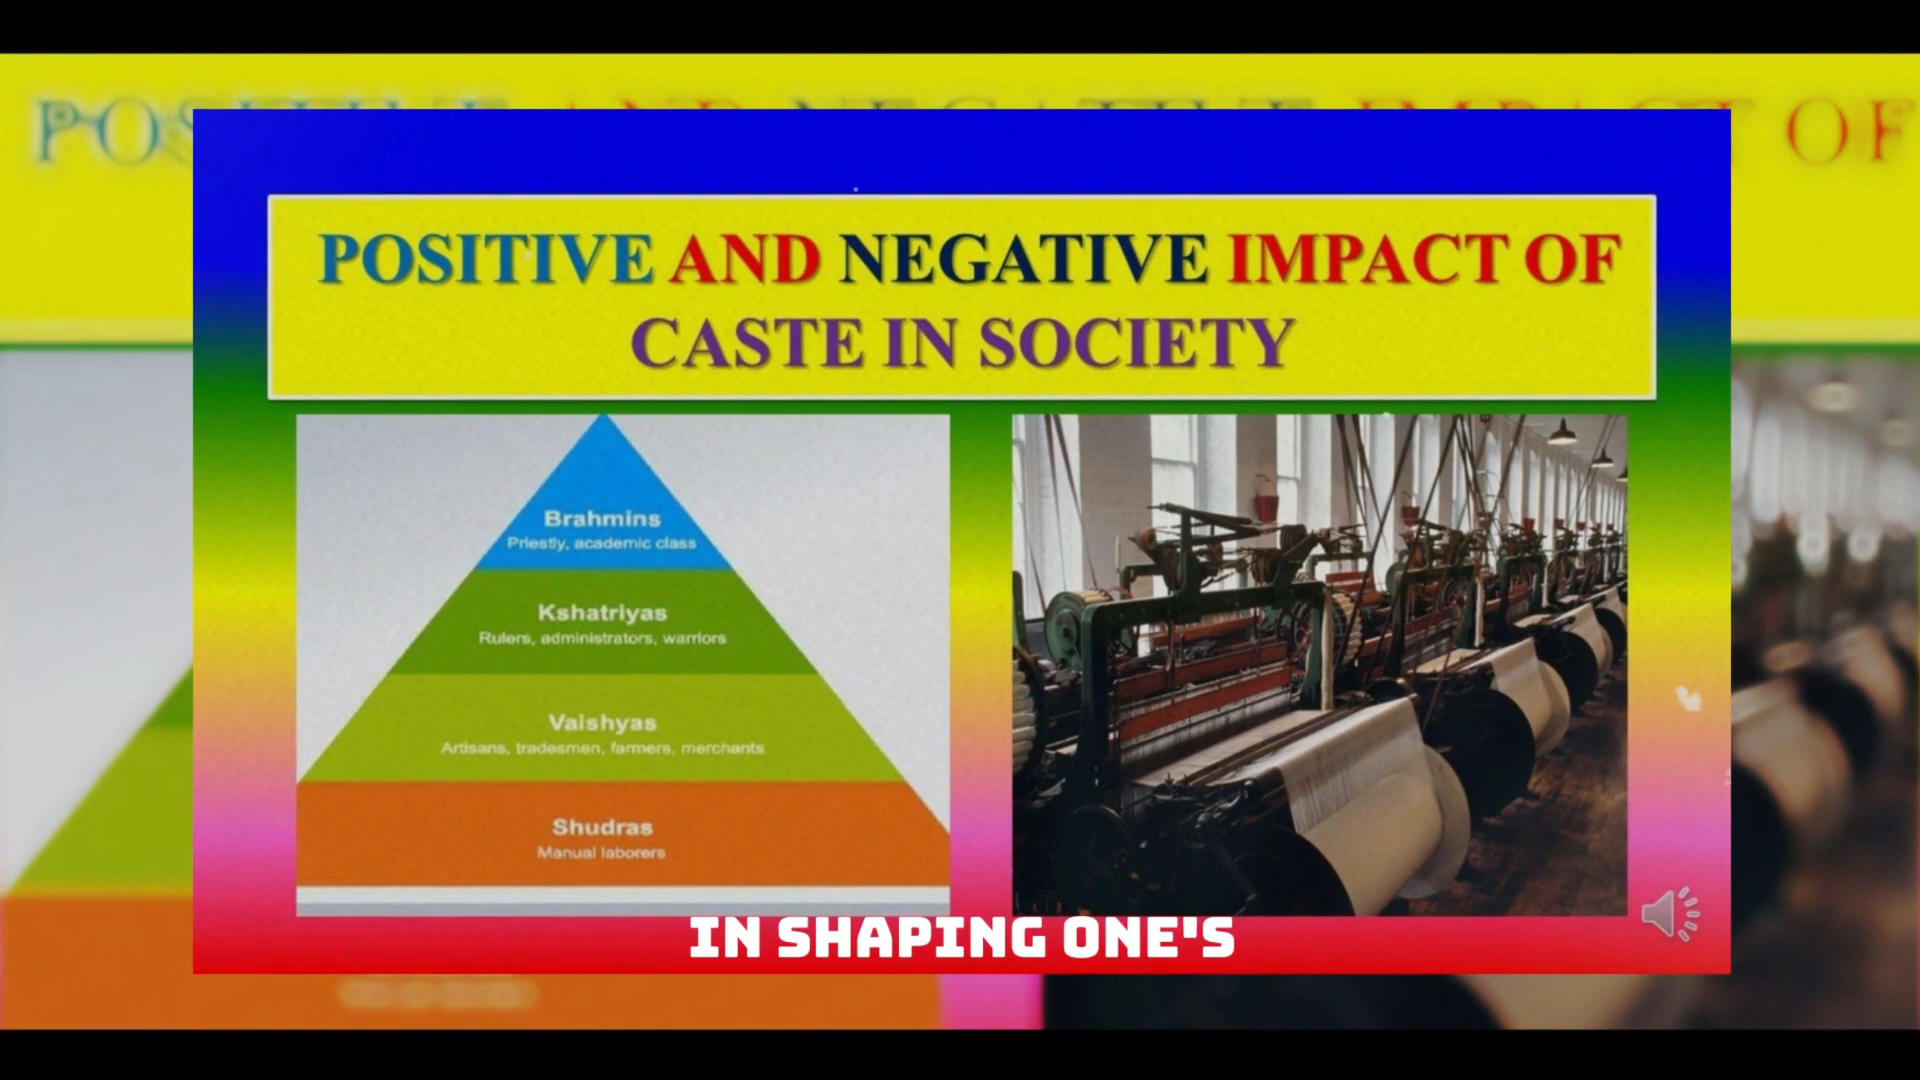 POSITIVE AND NEGATIVE IMPACT OF
CASTE IN SOCIETY
Brahmins
Priestly, academic class
Kshatriyas
Rulers, administrators, warriors
Vaishyas
Artisans, tradesmen, farmers, merchants
Shudras
Manual laborers
IN SHAPING ONE'S